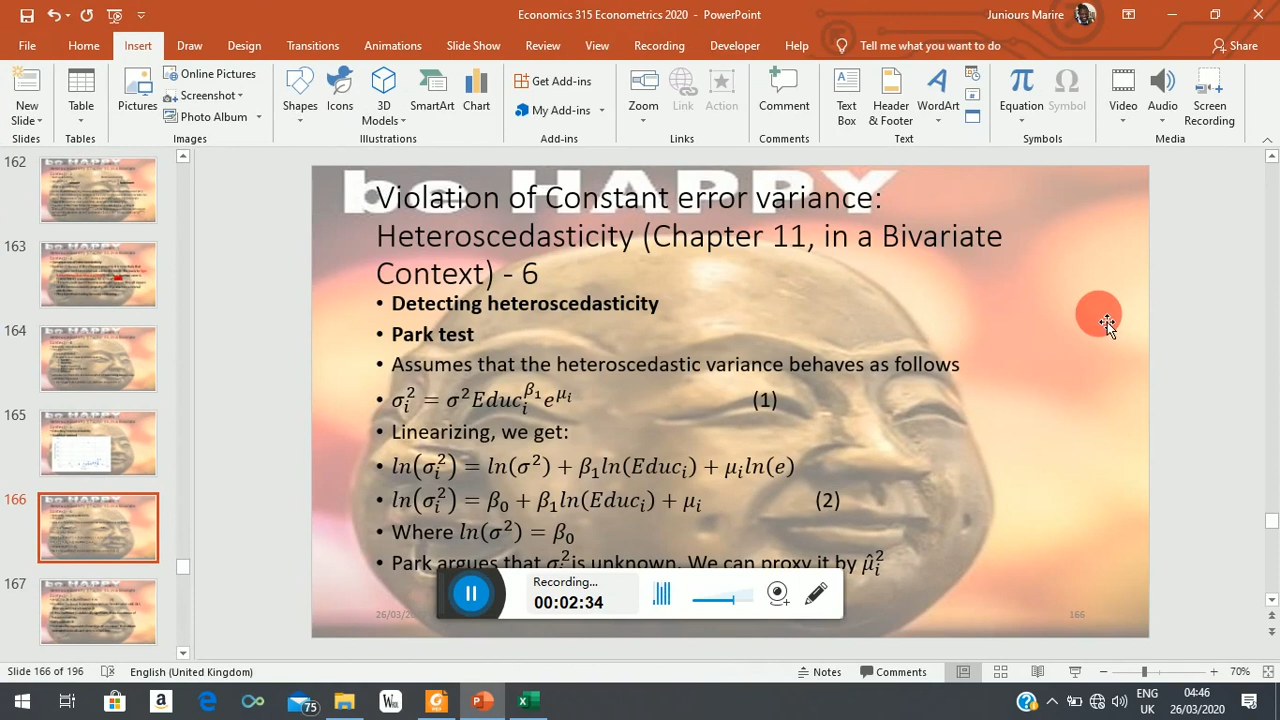 Economics 315 Econometrics 2020 - PowerPoint
Juniours Marire
File Home Insert Draw Design Transitions Animations Slide Show Review View Recording Developer Help Tell me what you want to do Share
New Slide
Slides
Table
Tables
Pictures
Online Pictures
Screenshot
Photo Album
Images
Shapes
Icons
3D Models
SmartArt
Chart
Illustrations
Get Add-ins
My Add-ins
Add-ins
Zoom
Link
Action
Links
Comment
Comments
Text Box
Header & Footer
WordArt
Text
Equation
Symbol
Symbols
Video
Audio
Screen Recording
Media
162
163
164
165
166
167
be HAPPY
Violation of Constant error variance:
Heteroscedasticity (Chapter 11, in a Bivariate
Context) - 6
• Detecting heteroscedasticity
• Park test
• Assumes that the heteroscedastic variance behaves as follows
• σᵢ² = σ²Educᵢ^β₁ e^μᵢ (1)
• Linearizing, we get:
• ln(σᵢ²) = ln(σ²) + β₁ln(Educᵢ) + μᵢln(e)
• ln(σᵢ²) = β₀ + β₁ln(Educᵢ) + μᵢ (2)
• Where ln(σ²) = β₀
• Park argues that σᵢ² is unknown. We can proxy it by μ̂ᵢ²
Recording...
00:02:34
26/03/20
166
Slide 166 of 196 English (United Kingdom) Notes Comments 70%
75
ENG
UK
04:46
26/03/2020